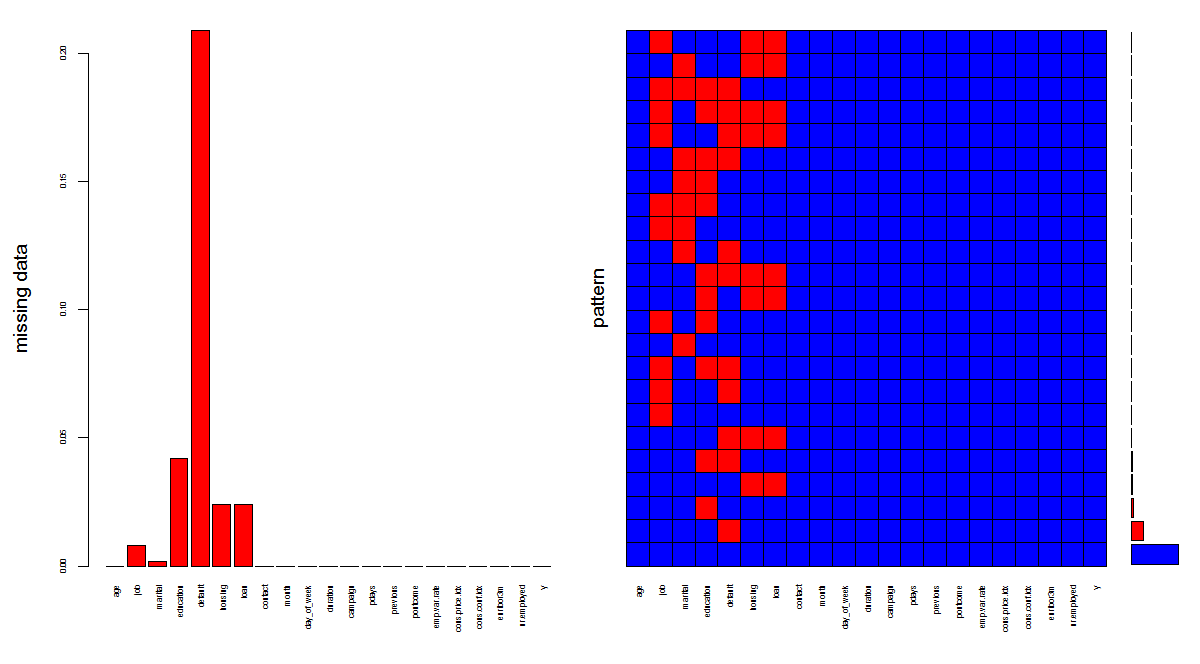 missing data
0.00
0.05
0.10
0.15
0.20
age
job
marital
education
default
housing
loan
contact
month
day_of_week
duration
campaign
pdays
previous
poutcome
emp.var.rate
cons.price.idx
cons.conf.idx
euribor3m
nr.employed
y
pattern
age
job
marital
education
default
housing
loan
contact
month
day_of_week
duration
campaign
pdays
previous
poutcome
emp.var.rate
cons.price.idx
cons.conf.idx
euribor3m
nr.employed
y